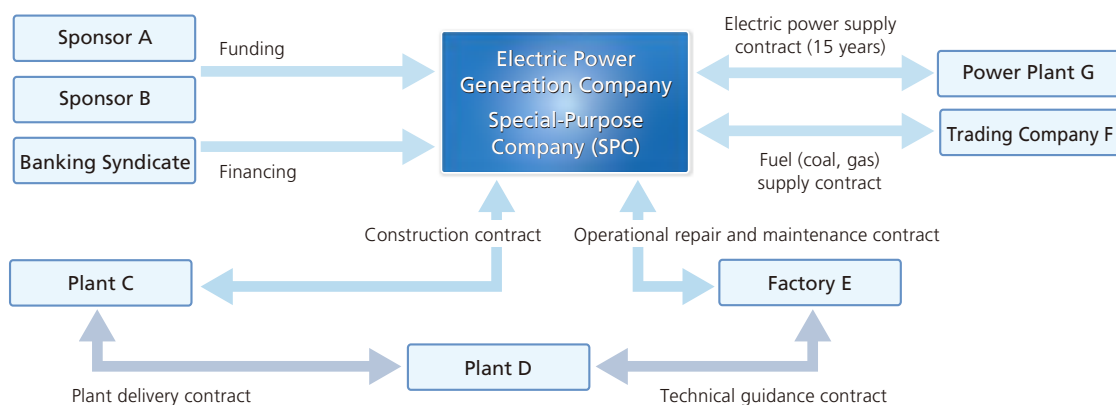 Sponsor A
Sponsor B
Banking Syndicate
Funding
Financing
Electric Power
Generation Company
Special-Purpose
Company (SPC)
Electric power supply
contract (15 years)
Power Plant G
Trading Company F
Fuel (coal, gas)
supply contract
Construction contract
Operational repair and maintenance contract
Plant C
Factory E
Plant D
Plant delivery contract
Technical guidance contract